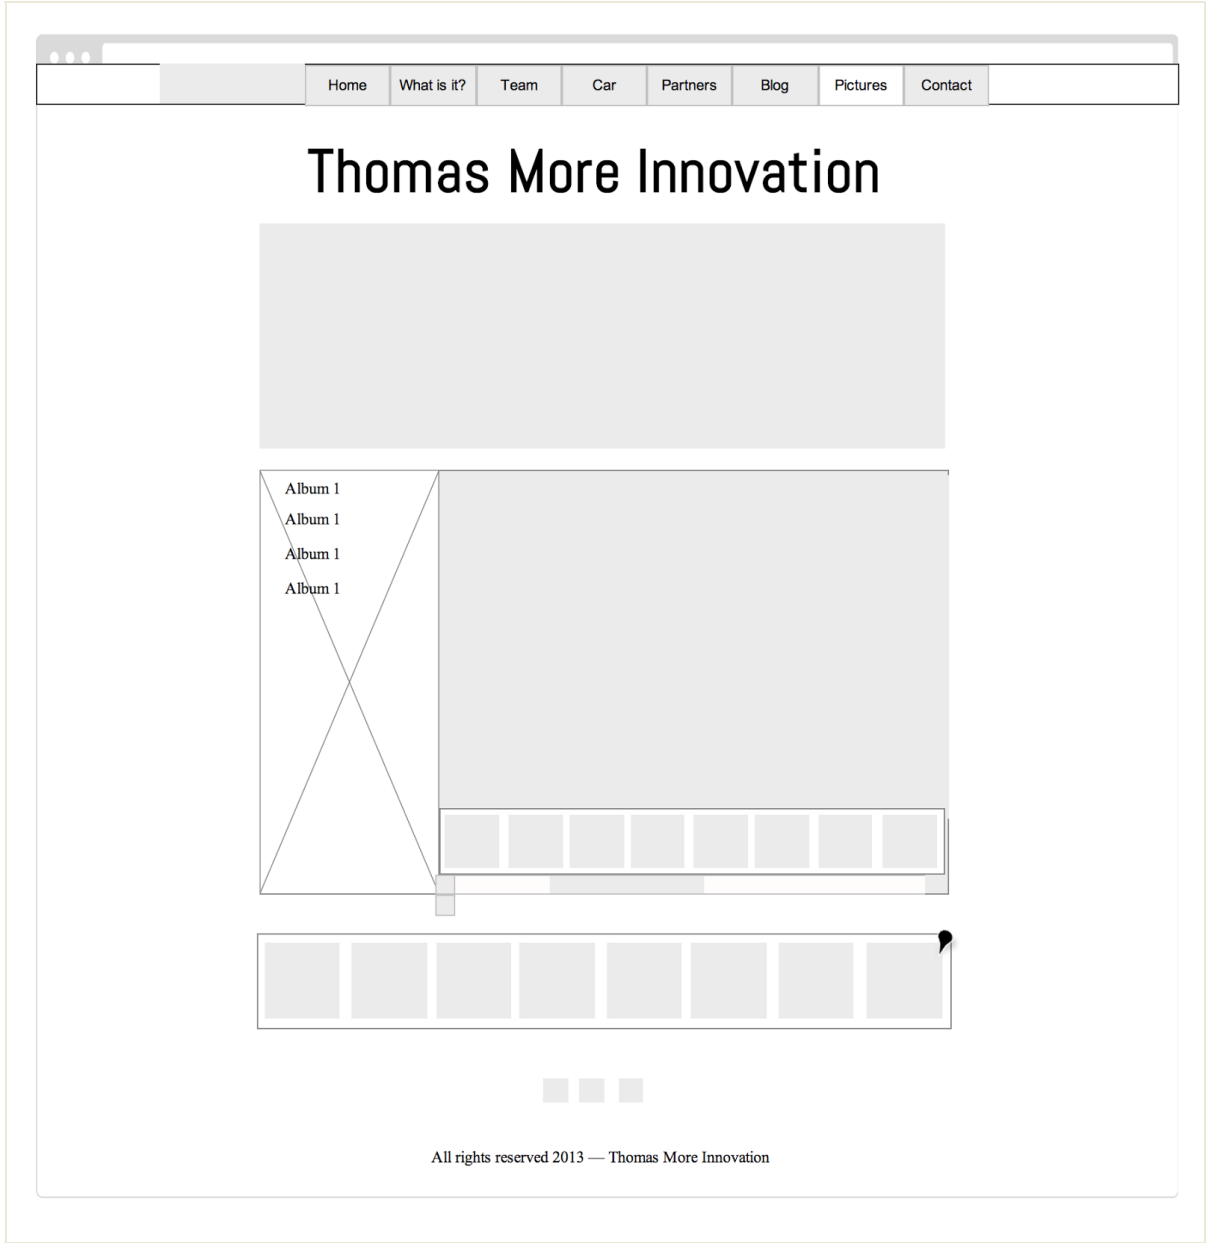 Home What is it? Team Car Partners Blog Pictures Contact
Thomas More Innovation
Album 1
Album 1
Album 1
Album 1
All rights reserved 2013 — Thomas More Innovation